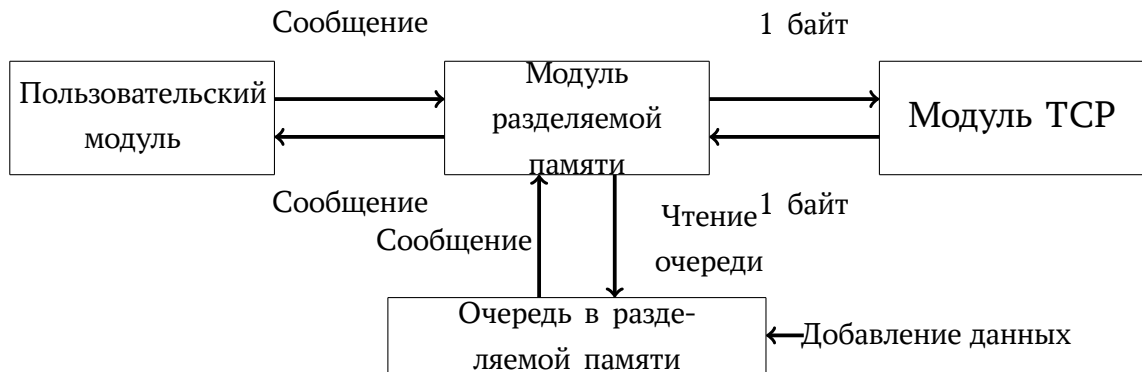 Сообщение
1 байт
Пользовательский
модуль
Модуль
разделяемой
памяти
Модуль TCP
Сообщение
1 байт
Сообщение
Чтение
очереди
Очередь в разде-
ляемой памяти
Добавление данных